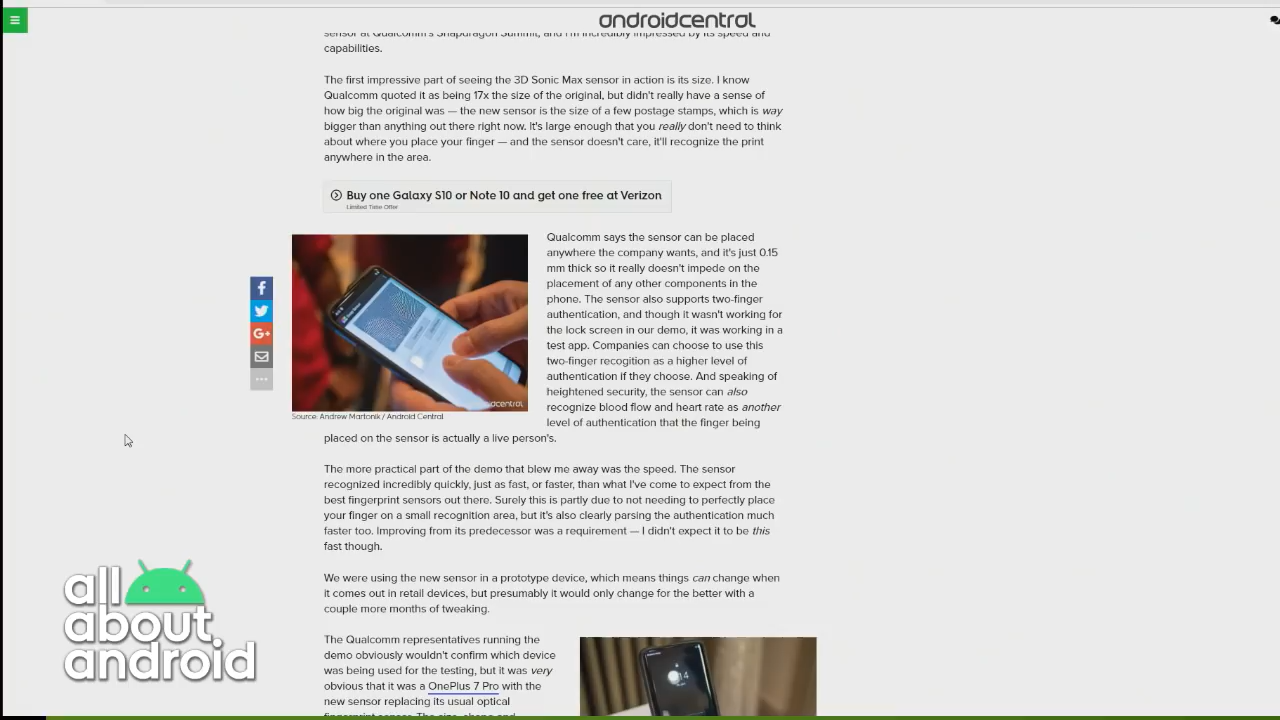 androidcentral
sensor at Qualcomm's Snapdragon Summit, and I'm incredibly impressed by its speed and
capabilities.
The first impressive part of seeing the 3D Sonic Max sensor in action is its size. I know
Qualcomm quoted it as being 17x the size of the original, but didn't really have a sense of
how big the original was — the new sensor is the size of a few postage stamps, which is way
bigger than anything out there right now. It's large enough that you really don't need to think
about where you place your finger — and the sensor doesn't care, it'll recognize the print
anywhere in the area.
Buy one Galaxy S10 or Note 10 and get one free at Verizon
Limited Time Offer
Qualcomm says the sensor can be placed
anywhere the company wants, and it's just 0.15
mm thick so it really doesn't impede on the
placement of any other components in the
phone. The sensor also supports two-finger
authentication, and though it wasn't working for
the lock screen in our demo, it was working in a
test app. Companies can choose to use this
two-finger recogition as a higher level of
authentication if they choose. And speaking of
heightened security, the sensor can also
recognize blood flow and heart rate as another
level of authentication that the finger being
placed on the sensor is actually a live person's.
dcentral
Source: Andrew Martonik / Android Central
The more practical part of the demo that blew me away was the speed. The sensor
recognized incredibly quickly, just as fast, or faster, than what I've come to expect from the
best fingerprint sensors out there. Surely this is partly due to not needing to perfectly place
your finger on a small recognition area, but it's also clearly parsing the authentication much
faster too. Improving from its predecessor was a requirement — I didn't expect it to be this
fast though.
We were using the new sensor in a prototype device, which means things can change when
it comes out in retail devices, but presumably it would only change for the better with a
couple more months of tweaking.
The Qualcomm representatives running the
demo obviously wouldn't confirm which device
was being used for the testing, but it was very
obvious that it was a OnePlus 7 Pro with the
new sensor replacing its usual optical
fingerprint sensor. The size, shape and
all
about
android